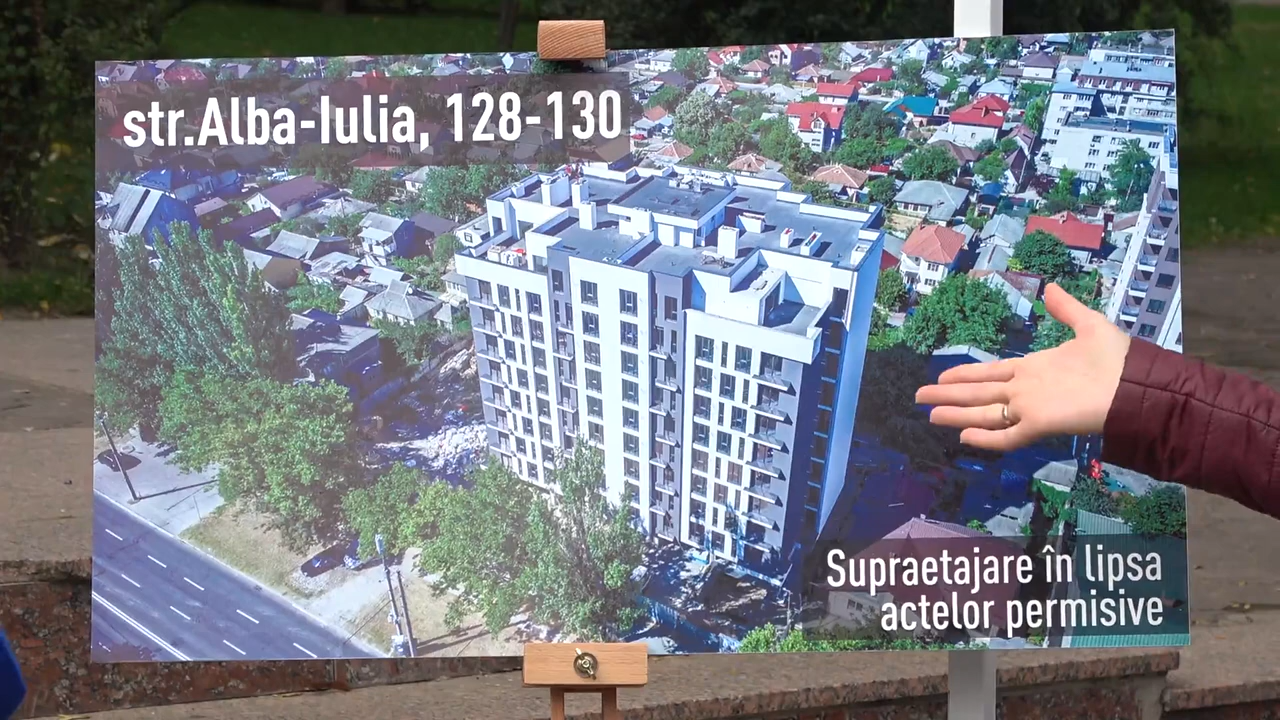 str.Alba-Iulia, 128-130
Supraetajare în lipsa
actelor permisive